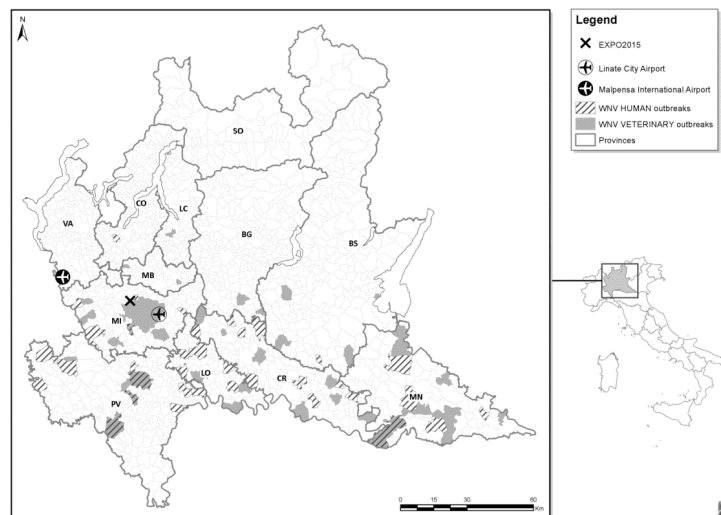 N
Legend
EXPO2015
Linate City Airport
Malpensa International Airport
WNV HUMAN outbreaks
WNV VETERINARY outbreaks
Provinces
SO
CO
LC
VA
BG
BS
MB
MI
LO
CR
MN
PV
0 15 30 60
Km